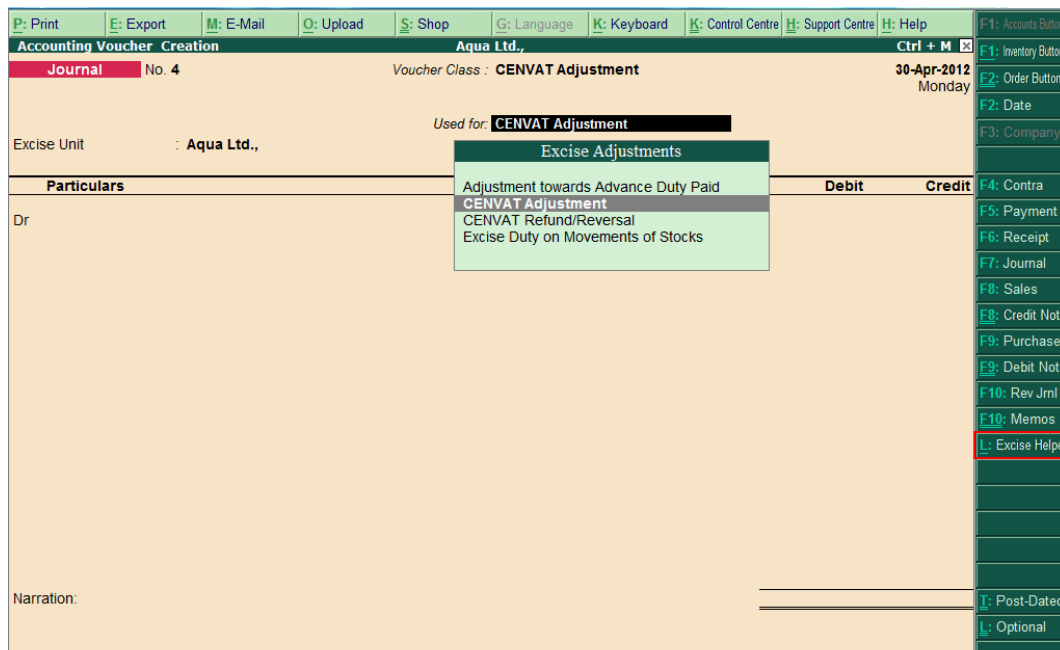 P: Print E: Export M: E-Mail O: Upload S: Shop G: Language K: Keyboard K: Control Centre H: Support Centre H: Help
Accounting Voucher Creation Aqua Ltd., Ctrl + M
Journal No. 4 Voucher Class : CENVAT Adjustment 30-Apr-2012
Monday
Used for: CENVAT Adjustment
Excise Unit : Aqua Ltd.,
Excise Adjustments
Adjustment towards Advance Duty Paid
CENVAT Adjustment
CENVAT Refund/Reversal
Excise Duty on Movements of Stocks
Particulars Debit Credit
Dr
Narration:
F1: Accounts Butto
F1: Inventory Butto
F2: Order Button
F2: Date
F3: Company
F4: Contra
F5: Payment
F6: Receipt
F7: Journal
F8: Sales
F8: Credit Not
F9: Purchase
F9: Debit Not
F10: Rev Jrnl
F10: Memos
L: Excise Helpe
T: Post-Dated
L: Optional